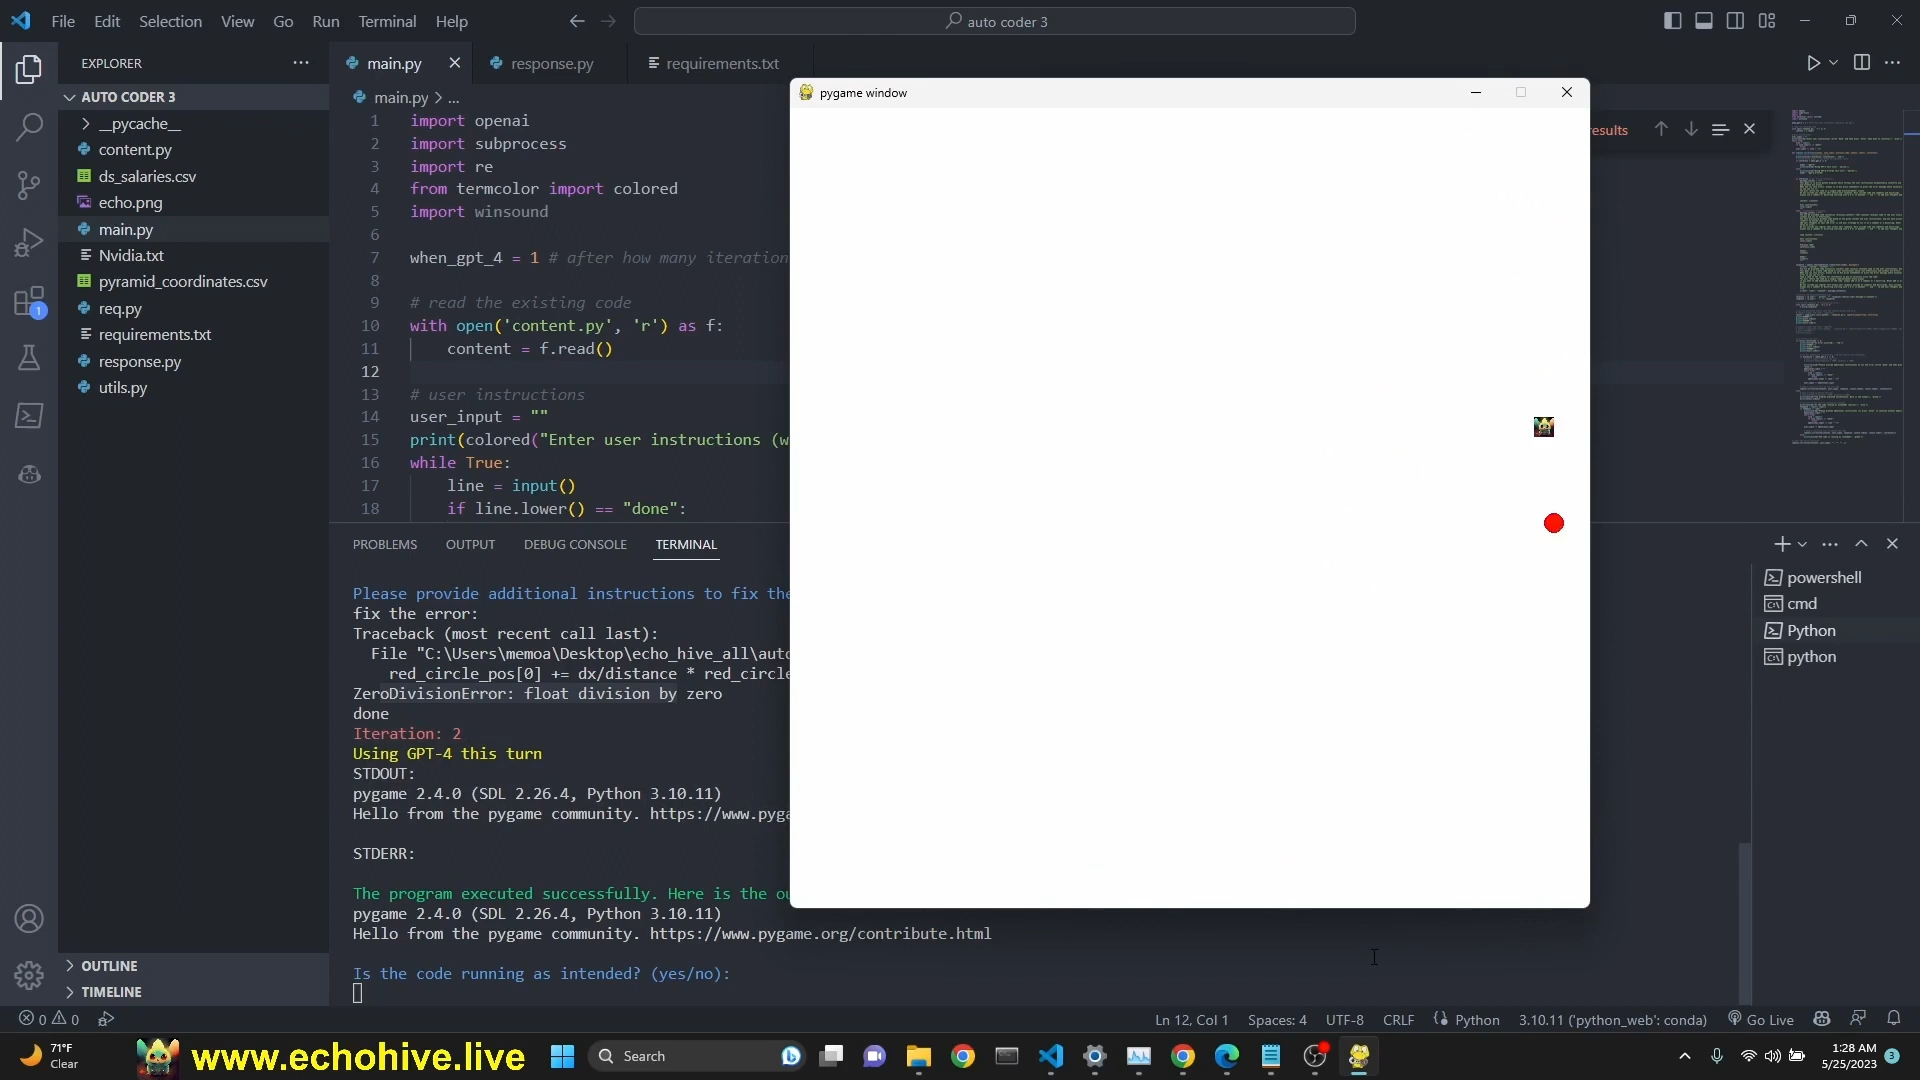 File Edit Selection View Go Run Terminal Help
auto coder 3
EXPLORER
AUTO CODER 3
__pycache__
content.py
ds_salaries.csv
echo.png
main.py
Nvidia.txt
pyramid_coordinates.csv
req.py
requirements.txt
response.py
utils.py
OUTLINE
TIMELINE
1
main.py
response.py
requirements.txt
main.py > ...
1 import openai
2 import subprocess
3 import re
4 from termcolor import colored
5 import winsound
6
7 when_gpt_4 = 1 # after how many iteration
8
9 # read the existing code
10 with open('content.py', 'r') as f:
11 content = f.read()
12
13 # user instructions
14 user_input = ""
15 print(colored("Enter user instructions (w
16 while True:
17 line = input()
18 if line.lower() == "done":
esults
pygame window
PROBLEMS OUTPUT DEBUG CONSOLE TERMINAL
Please provide additional instructions to fix the
fix the error:
Traceback (most recent call last):
File "C:\Users\memoa\Desktop\echo_hive_all\auto
red_circle_pos[0] += dx/distance * red_circle
ZeroDivisionError: float division by zero
done
Iteration: 2
Using GPT-4 this turn
STDOUT:
pygame 2.4.0 (SDL 2.26.4, Python 3.10.11)
Hello from the pygame community. https://www.pyga
STDERR:
The program executed successfully. Here is the ou
pygame 2.4.0 (SDL 2.26.4, Python 3.10.11)
Hello from the pygame community. https://www.pygame.org/contribute.html
Is the code running as intended? (yes/no):
powershell
cmd
Python
python
0 0
Ln 12, Col 1 Spaces: 4 UTF-8 CRLF Python 3.10.11 ('python_web': conda) Go Live
71°F
Clear
www.echohive.live
Search
1:28 AM
5/25/2023
3